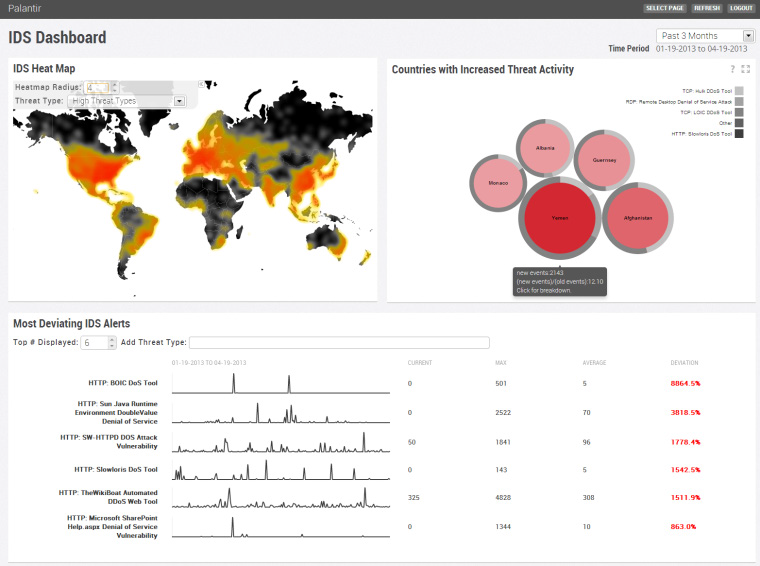 Palantir
SELECT PAGE REFRESH LOGOUT
IDS Dashboard
Past 3 Months
Time Period 01-19-2013 to 04-19-2013
IDS Heat Map
Heatmap Radius: 4
Threat Type: High Threat Types
Countries with Increased Threat Activity
?
TCP: Hulk DDoS Tool
RDP: Remote Desktop Denial of Service Attack
TCP: LOIC DDoS Tool
Other
HTTP: Slowloris DoS Tool
Albania
Guernsey
Monaco
Yemen
Afghanistan
new events:2143
(new events)/(old events):12.10
Click for breakdown.
Most Deviating IDS Alerts
Top # Displayed: 6 Add Threat Type:
01-19-2013 TO 04-19-2013 CURRENT MAX AVERAGE DEVIATION
HTTP: BOIC DoS Tool 0 501 5 8864.5%
HTTP: Sun Java Runtime
Environment DoubleValue 0 2522 70 3818.5%
Denial of Service
HTTP: SW-HTTPD DOS Attack
Vulnerability 50 1841 96 1778.4%
HTTP: Slowloris DoS Tool 0 143 5 1542.5%
HTTP: TheWikiBoat Automated
DDoS Web Tool 325 4828 308 1511.9%
HTTP: Microsoft SharePoint
Help.aspx Denial of Service 0 1344 10 863.0%
Vulnerability